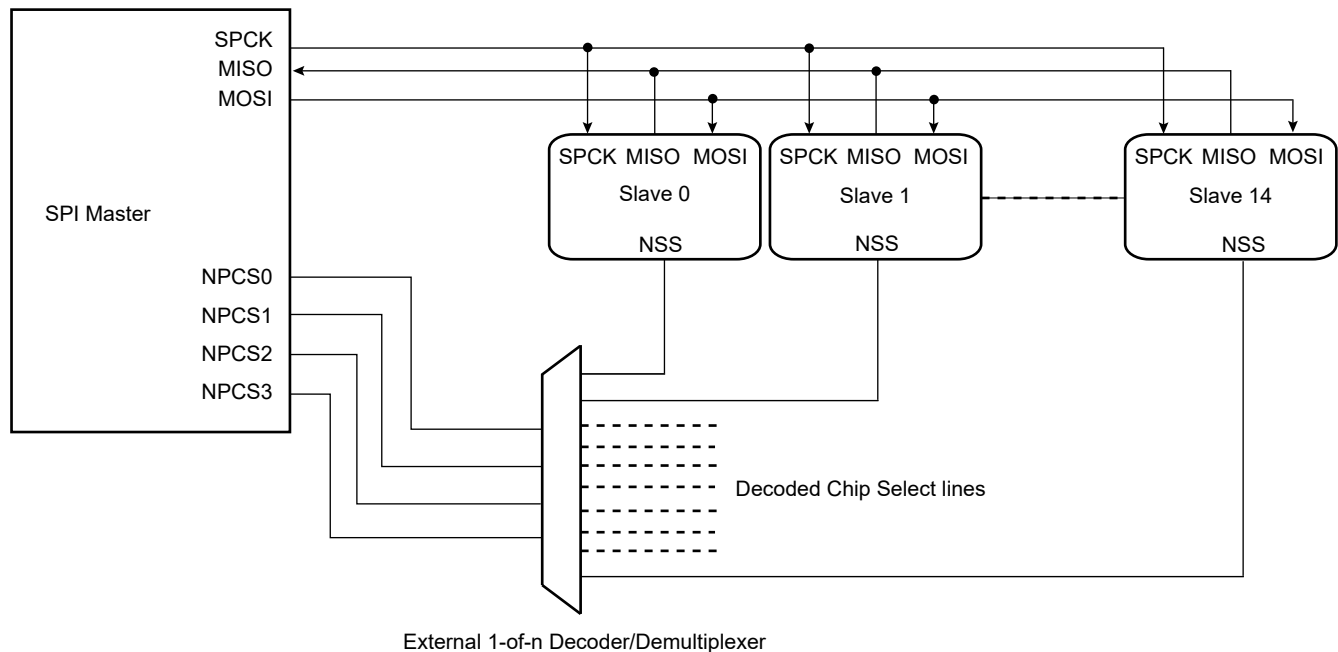 SPCK
MISO
MOSI
SPI Master
NPCS0
NPCS1
NPCS2
NPCS3
SPCK MISO MOSI
Slave 0
NSS
SPCK MISO MOSI
Slave 1
NSS
SPCK MISO MOSI
Slave 14
NSS
Decoded Chip Select lines
External 1-of-n Decoder/Demultiplexer